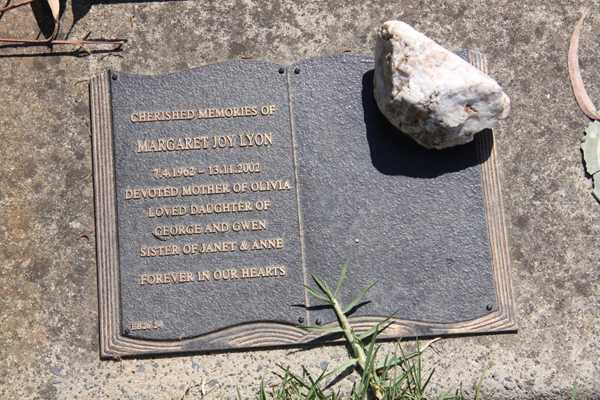 CHERISHED MEMORIES OF
MARGARET JOY LYON
7.4.1962 – 13.11.2002
DEVOTED MOTHER OF OLIVIA
LOVED DAUGHTER OF
GEORGE AND GWEN
SISTER OF JANET & ANNE
FOREVER IN OUR HEARTS